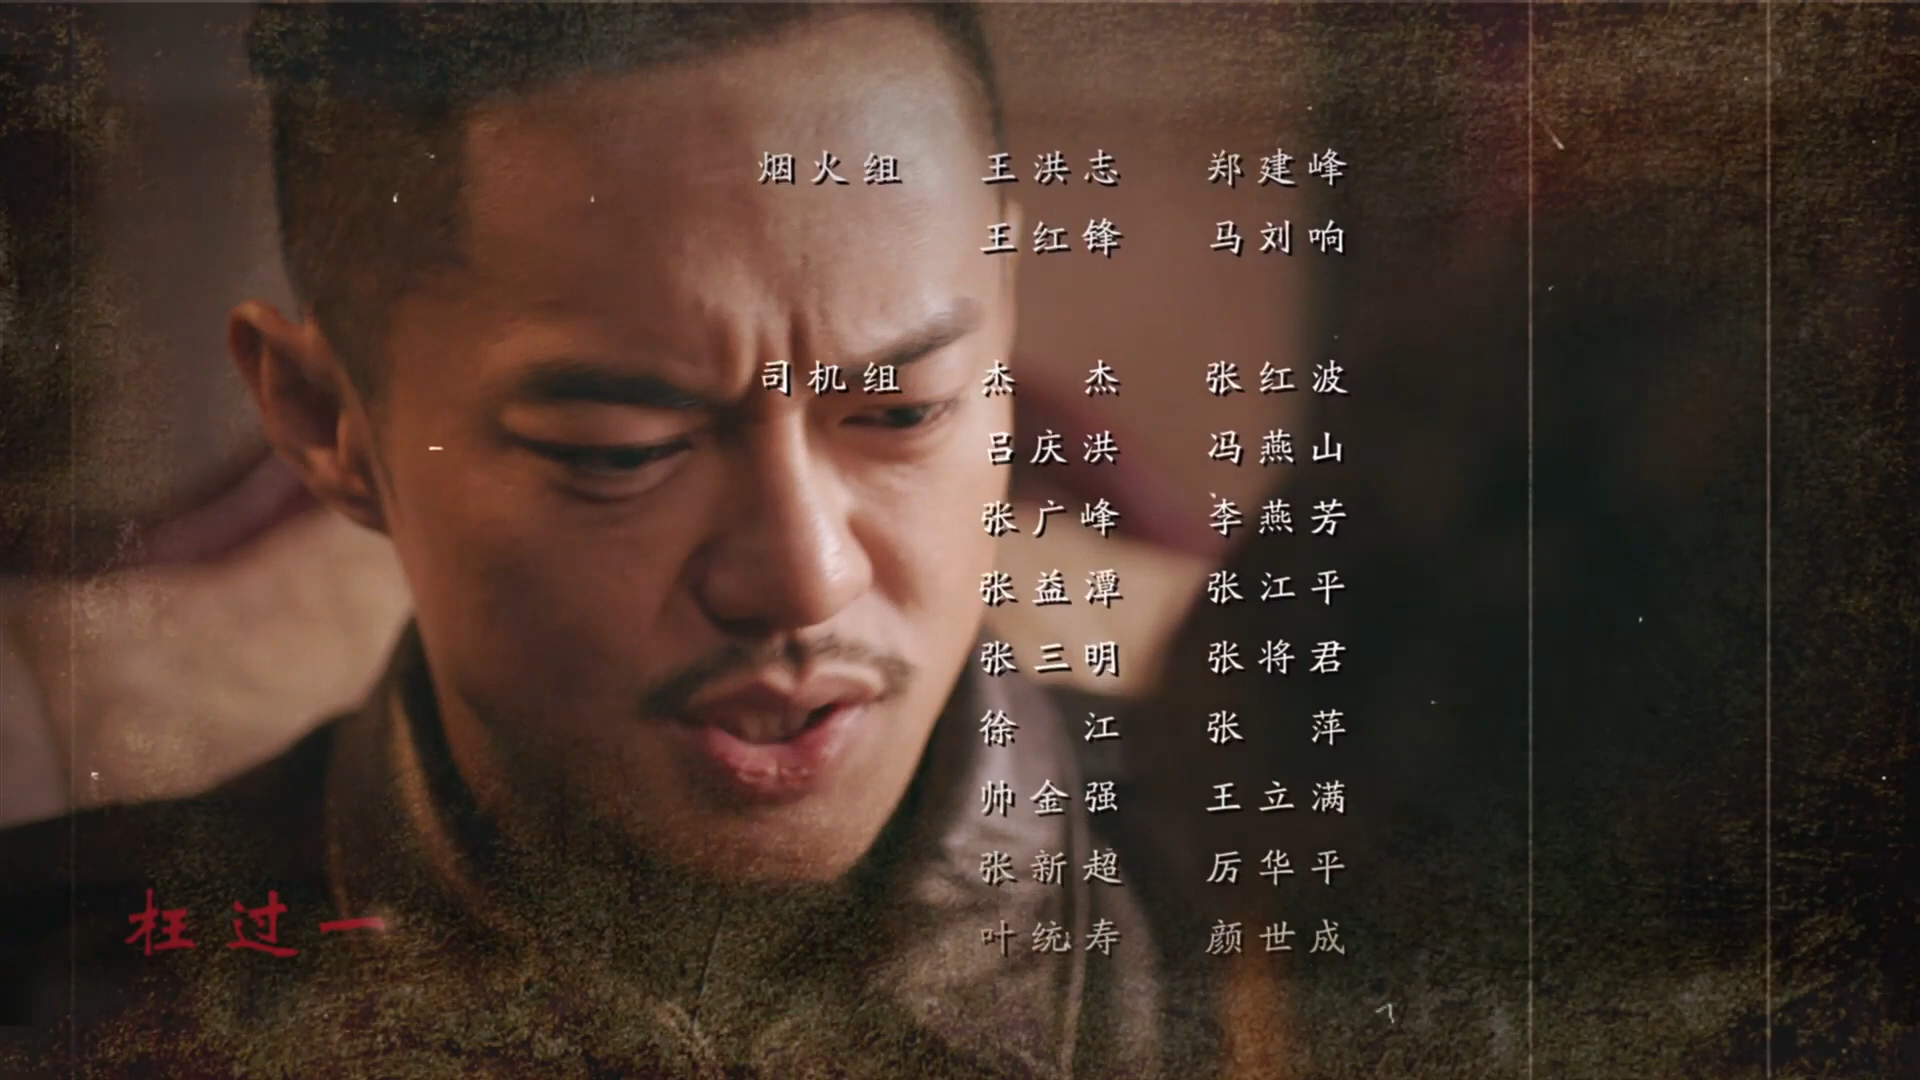 烟火组 王洪志 郑建峰
王红锋 马刘响
司机组 杰杰 张红波
吕庆洪 冯燕山
张广峰 李燕芳
张益潭 张江平
张三明 张将君
徐江 张萍
帅金强 王立满
张新超 厉华平
叶统寿 颜世成
枉过一